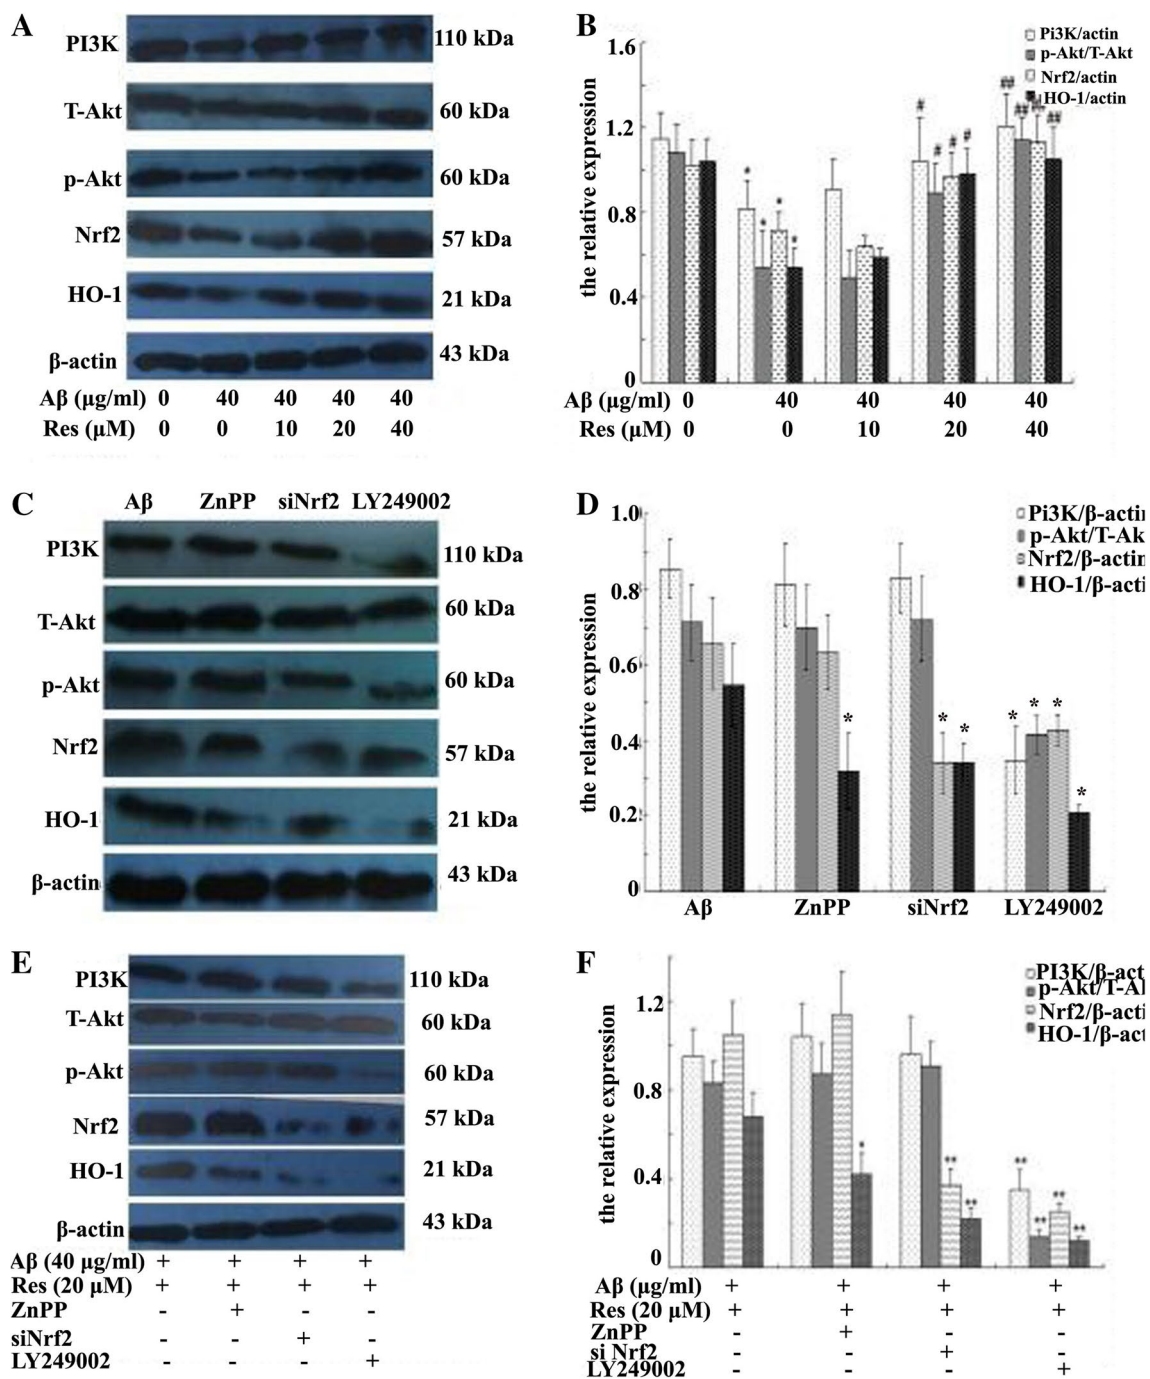 A
PI3K 110 kDa
T-Akt 60 kDa
p-Akt 60 kDa
Nrf2 57 kDa
HO-1 21 kDa
β-actin 43 kDa
Aβ (μg/ml) 0 40 40 40 40
Res (μM) 0 0 10 20 40
B
Pi3K/actin
p-Akt/T-Akt
Nrf2/actin
HO-1/actin
the relative expression
1.6
1.2
0.8
0.4
0
* * * *
# # # #
## ## ## ##
Aβ (μg/ml) 0 40 40 40 40
Res (μM) 0 0 10 20 40
C
Aβ ZnPP siNrf2 LY249002
PI3K 110 kDa
T-Akt 60 kDa
p-Akt 60 kDa
Nrf2 57 kDa
HO-1 21 kDa
β-actin 43 kDa
D
Pi3K/β-actin
p-Akt/T-Ak
Nrf2/β-actin
HO-1/β-acti
the relative expression
1.0
0.8
0.6
0.4
0.2
0
* * * * * * *
Aβ ZnPP siNrf2 LY249002
E
PI3K 110 kDa
T-Akt 60 kDa
p-Akt 60 kDa
Nrf2 57 kDa
HO-1 21 kDa
β-actin 43 kDa
Aβ (40 μg/ml) + + + +
Res (20 μM) + + + +
ZnPP - + - -
siNrf2 - - + -
LY249002 - - - +
F
PI3K/β-act
p-Akt/T-Al
Nrf2/β-acti
HO-1/β-act
the relative expression
1.2
0.8
0.4
0
* ** ** ** ** ** **
Aβ (μg/ml) + + + +
Res (20 μM) + + + +
ZnPP - + - -
si Nrf2 - - + -
LY249002 - - - +